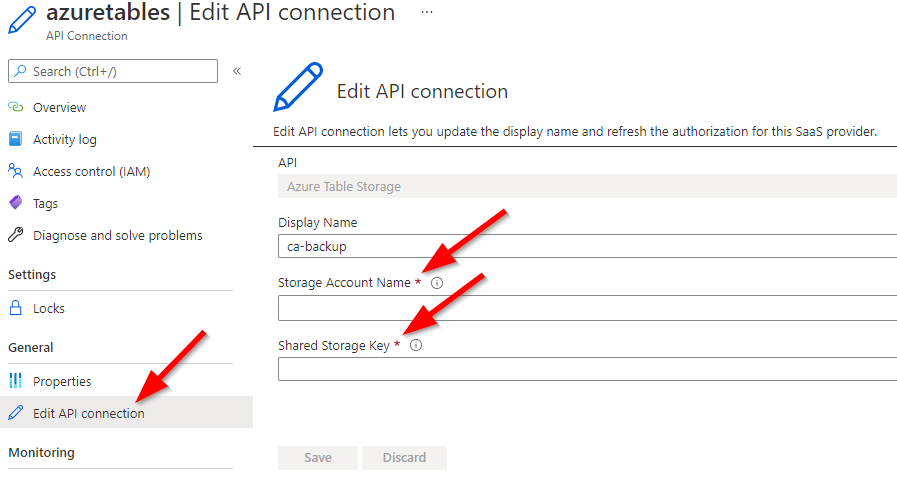 azuretables | Edit API connection ...
API Connection
Search (Ctrl+/)
«
Overview
Activity log
Access control (IAM)
Tags
Diagnose and solve problems
Settings
Locks
General
Properties
Edit API connection
Monitoring
Edit API connection
Edit API connection lets you update the display name and refresh the authorization for this SaaS provider.
API
Azure Table Storage
Display Name
ca-backup
Storage Account Name *
Shared Storage Key *
Save Discard